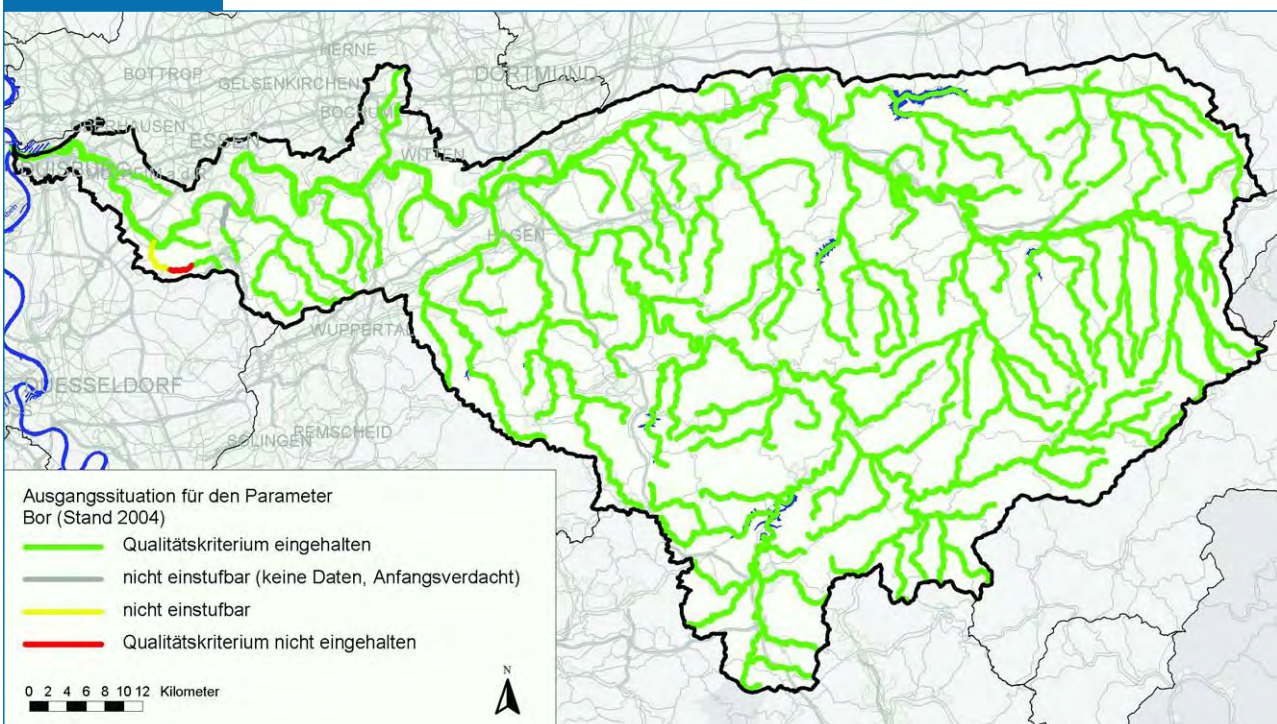 HERNE
BOTTROP
GELSENKIRCHEN
DORTMUND
OBERHAUSEN
BOCHUM
ESSEN
WITTEN
DUISBURG
HAGEN
WUPPERTAL
DUESSELDORF
REMSCHEID
SOLINGEN
Ausgangssituation für den Parameter
Bor (Stand 2004)
Qualitätskriterium eingehalten
nicht einstufbar (keine Daten, Anfangsverdacht)
nicht einstufbar
Qualitätskriterium nicht eingehalten
N
0 2 4 6 8 10 12 Kilometer